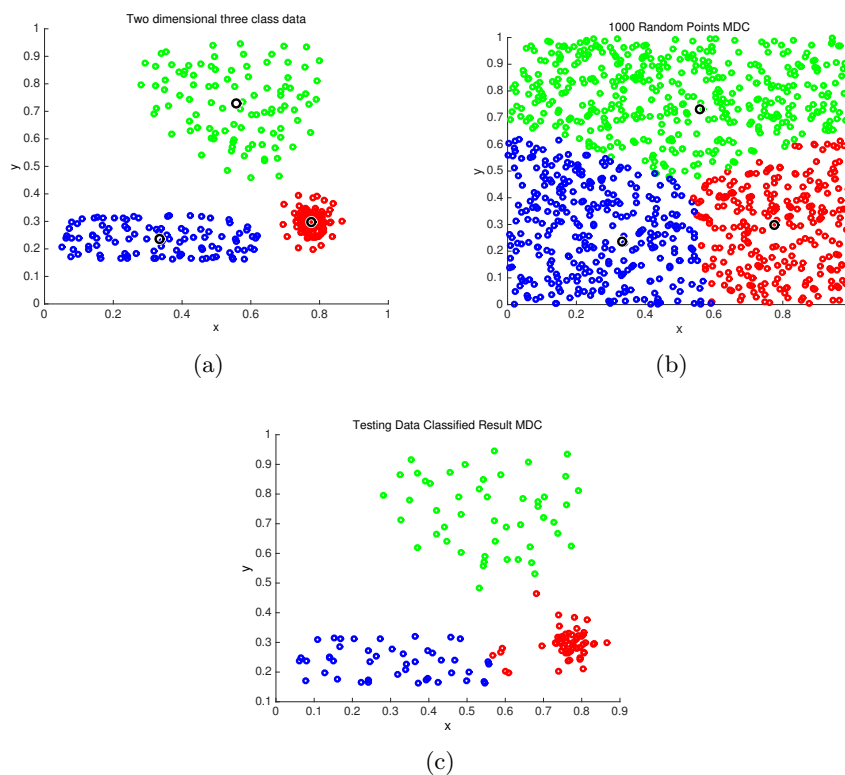 Two dimensional three class data
1
0.9
0.8
0.7
0.6
y
0.5
0.4
0.3
0.2
0.1
0
0 0.2 0.4 0.6 0.8 1
x
(a)
1000 Random Points MDC
1
0.9
0.8
0.7
0.6
y
0.5
0.4
0.3
0.2
0.1
0
0 0.2 0.4 0.6 0.8
x
(b)
Testing Data Classified Result MDC
1
0.9
0.8
0.7
0.6
y
0.5
0.4
0.3
0.2
0.1
0 0.1 0.2 0.3 0.4 0.5 0.6 0.7 0.8 0.9
x
(c)